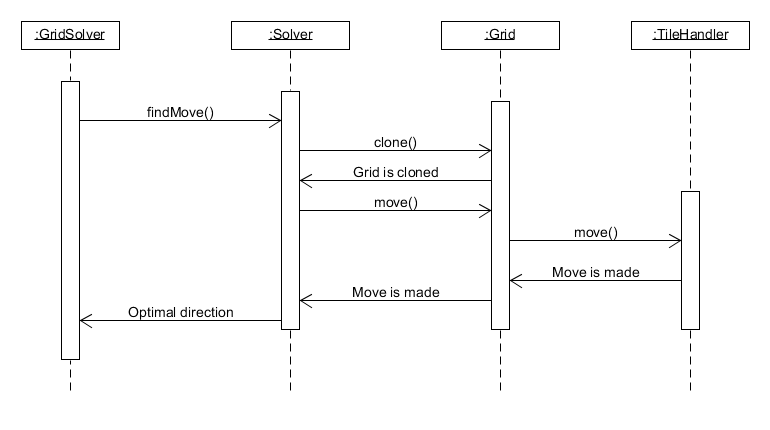 :GridSolver
:Solver
:Grid
:TileHandler
findMove()
clone()
Grid is cloned
move()
move()
Move is made
Move is made
Optimal direction